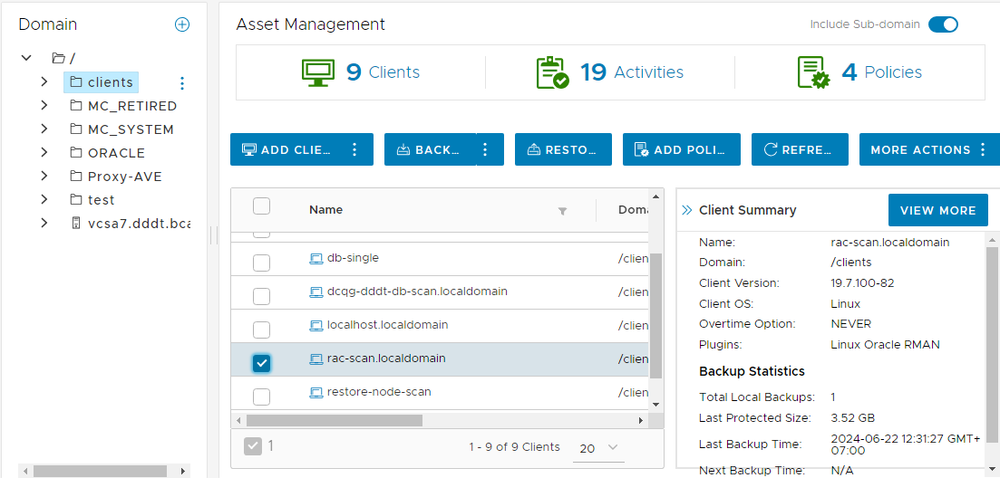 Domain
/
clients
MC_RETIRED
MC_SYSTEM
ORACLE
Proxy-AVE
test
vcsa7.dddt.bca
Asset Management
Include Sub-domain
9 Clients
19 Activities
4 Policies
ADD CLIE...
BACK...
RESTO...
ADD POLI...
REFRE...
MORE ACTIONS
Name Doma
db-single /clien
dcqg-dddt-db-scan.localdomain /clien
localhost.localdomain /clien
rac-scan.localdomain /clien
restore-node-scan /clien
1
1 - 9 of 9 Clients 20
Client Summary
VIEW MORE
Name: rac-scan.localdomain
Domain: /clients
Client Version: 19.7.100-82
Client OS: Linux
Overtime Option: NEVER
Plugins: Linux Oracle RMAN
Backup Statistics
Total Local Backups: 1
Last Protected Size: 3.52 GB
Last Backup Time: 2024-06-22 12:31:27 GMT+
07:00
Next Backup Time: N/A